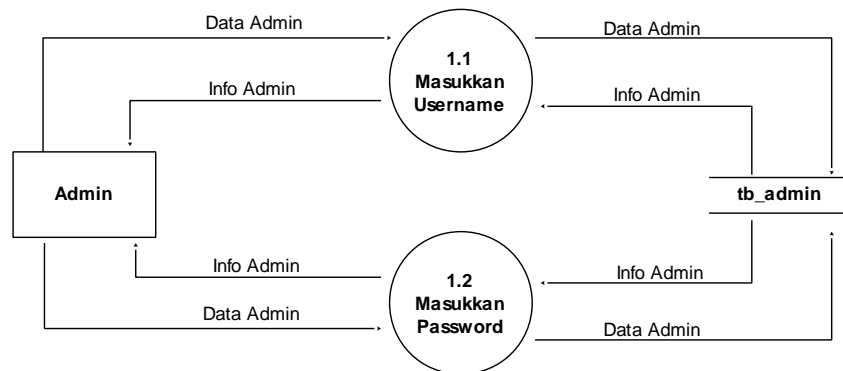 Data Admin
Data Admin
1.1
Masukkan
Username
Info Admin
Info Admin
Admin
tb_admin
Info Admin
Info Admin
1.2
Masukkan
Password
Data Admin
Data Admin